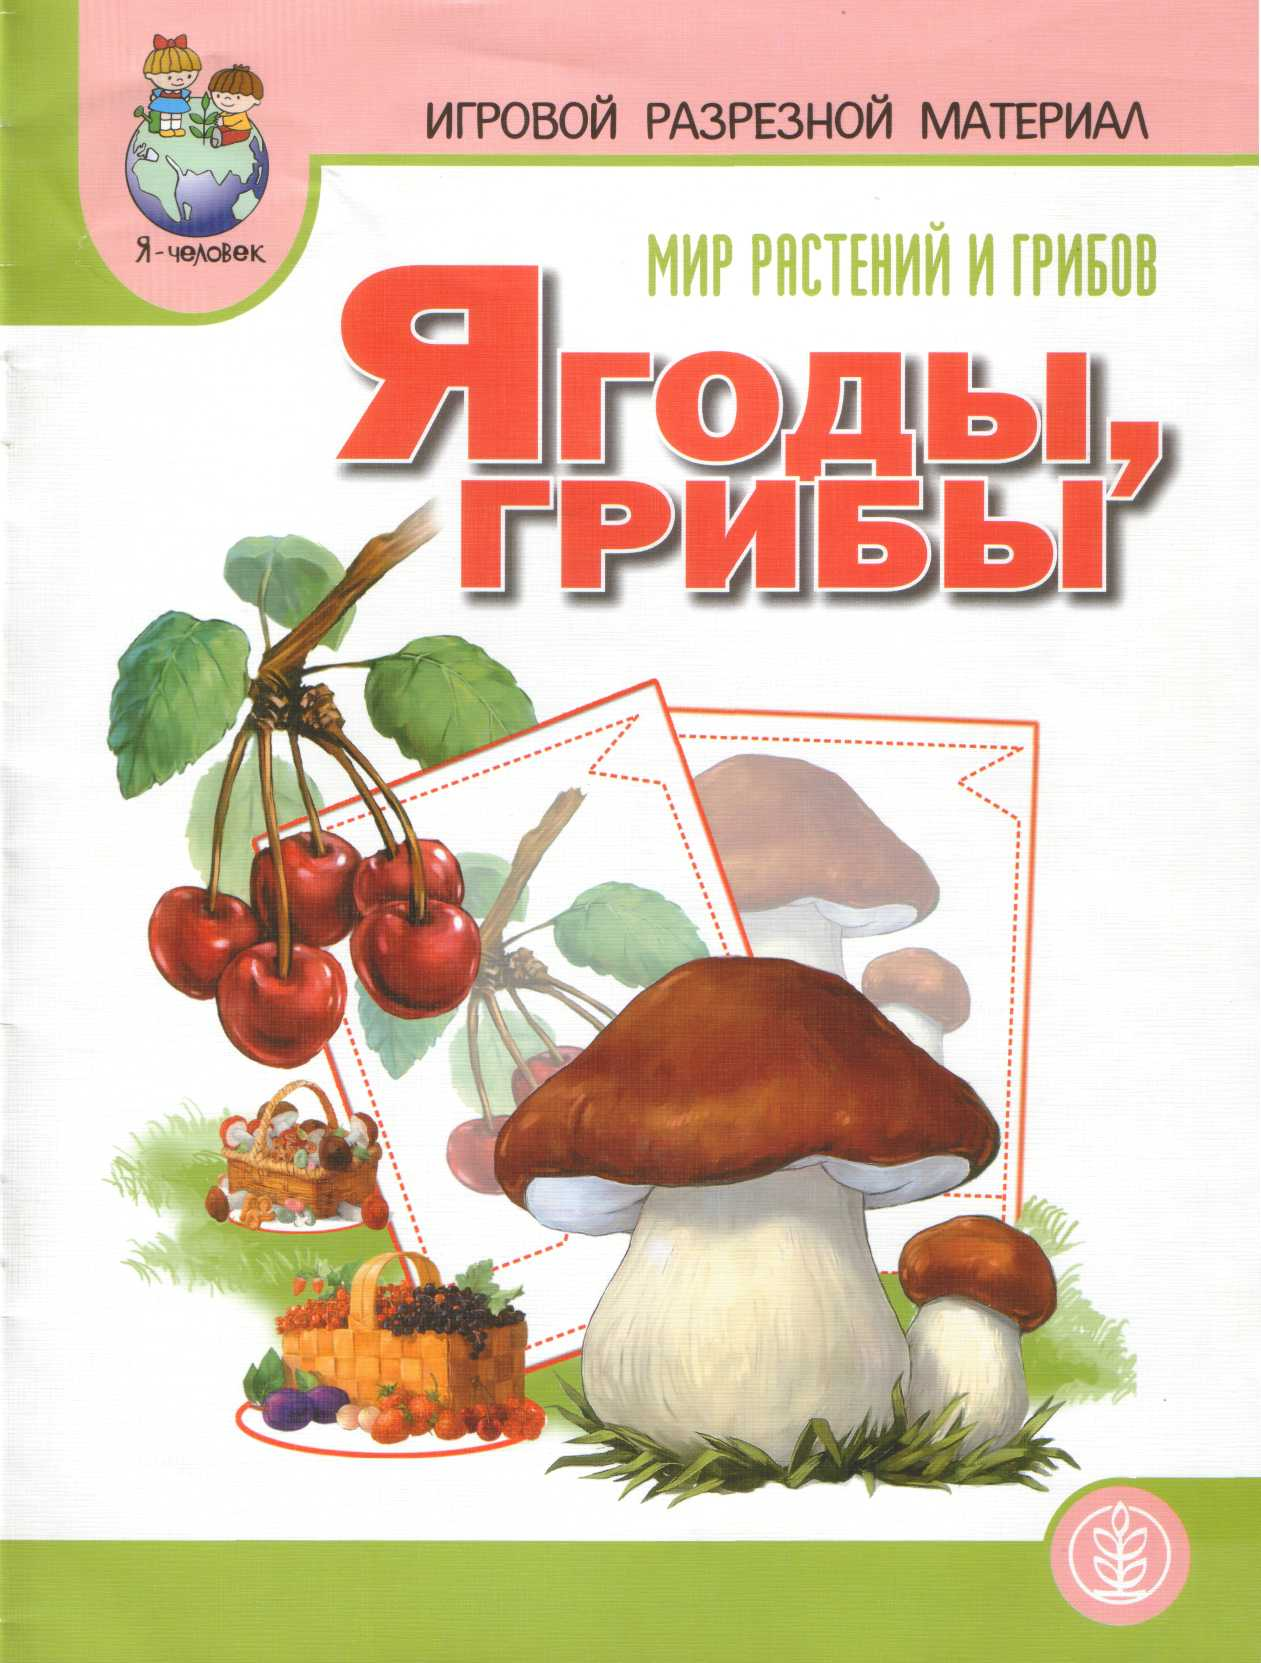 ИГРОВОЙ РАЗРЕЗНОЙ МАТЕРИАЛ
Я-человек
МИР РАСТЕНИЙ И ГРИБОВ
ЯГОДЫ,
ГРИБЫ